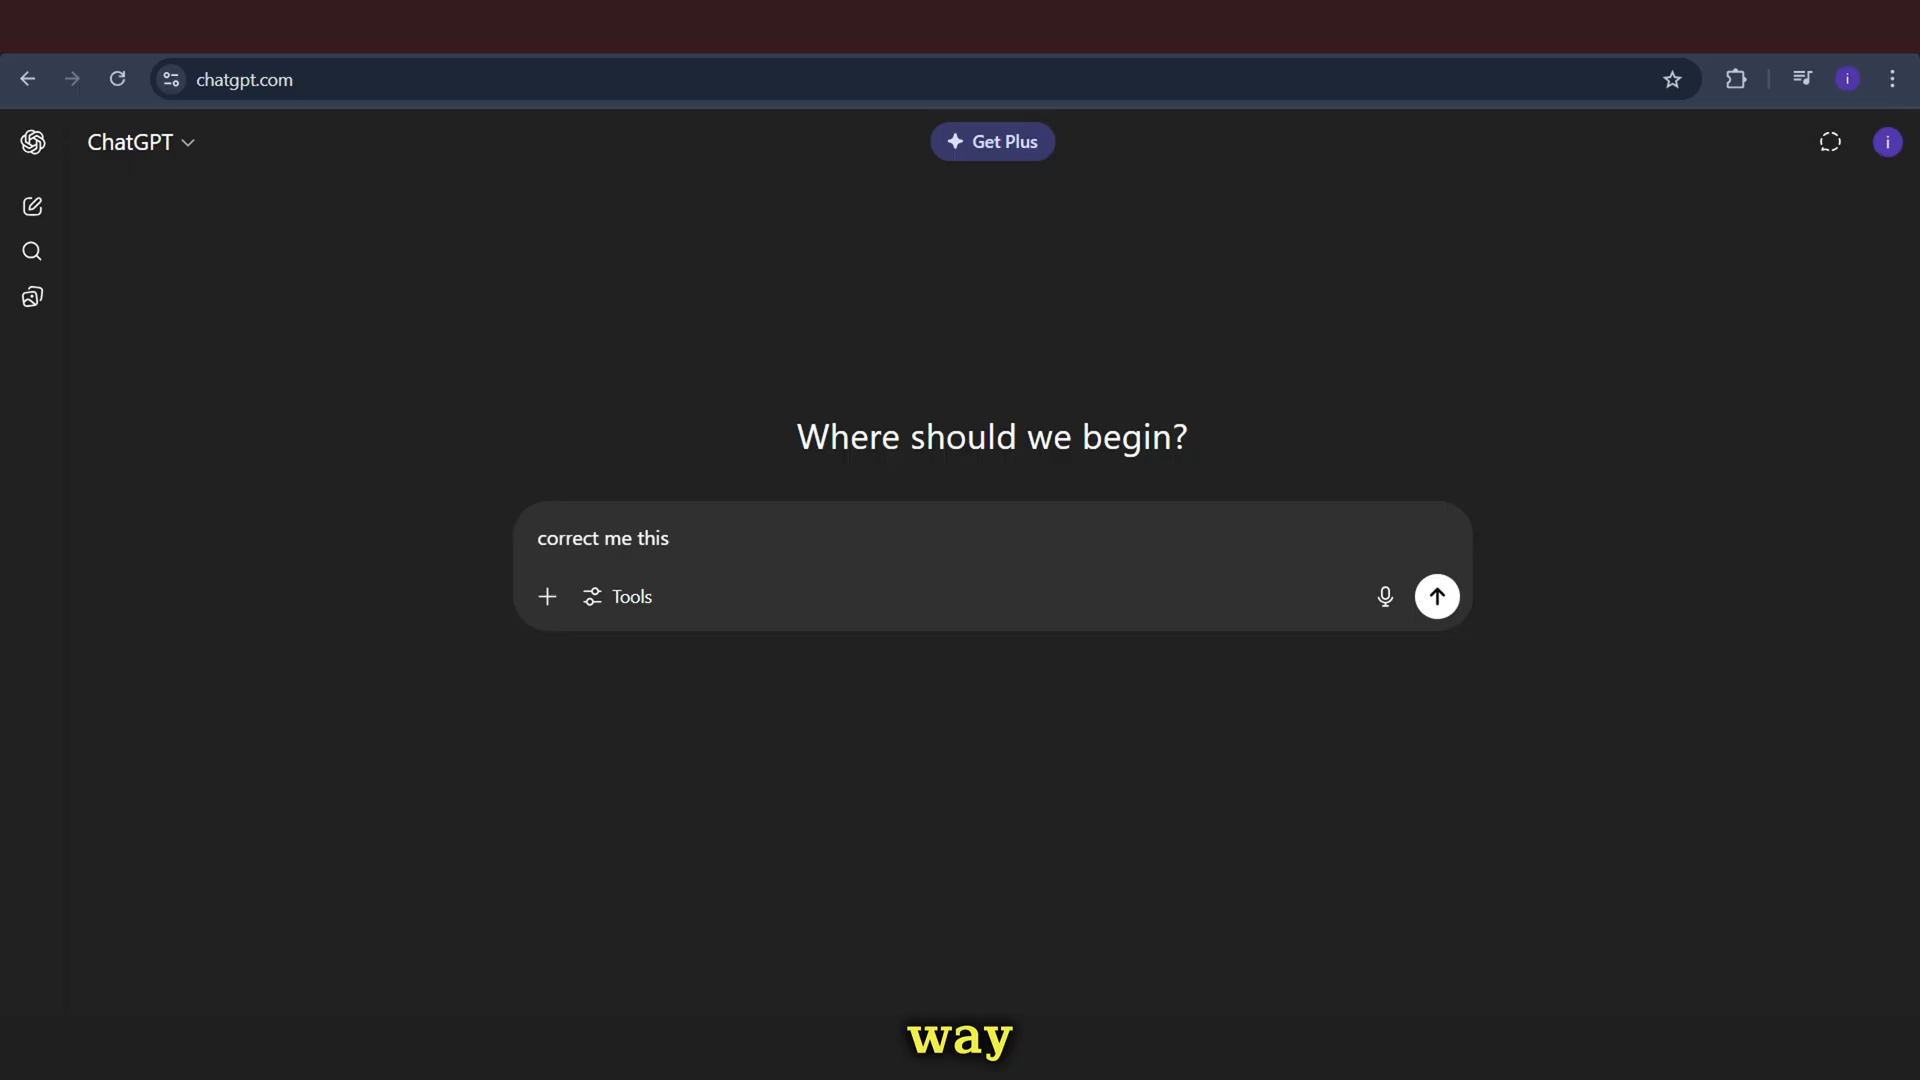 chatgpt.com
i
ChatGPT
Get Plus
i
Where should we begin?
correct me this
Tools
way